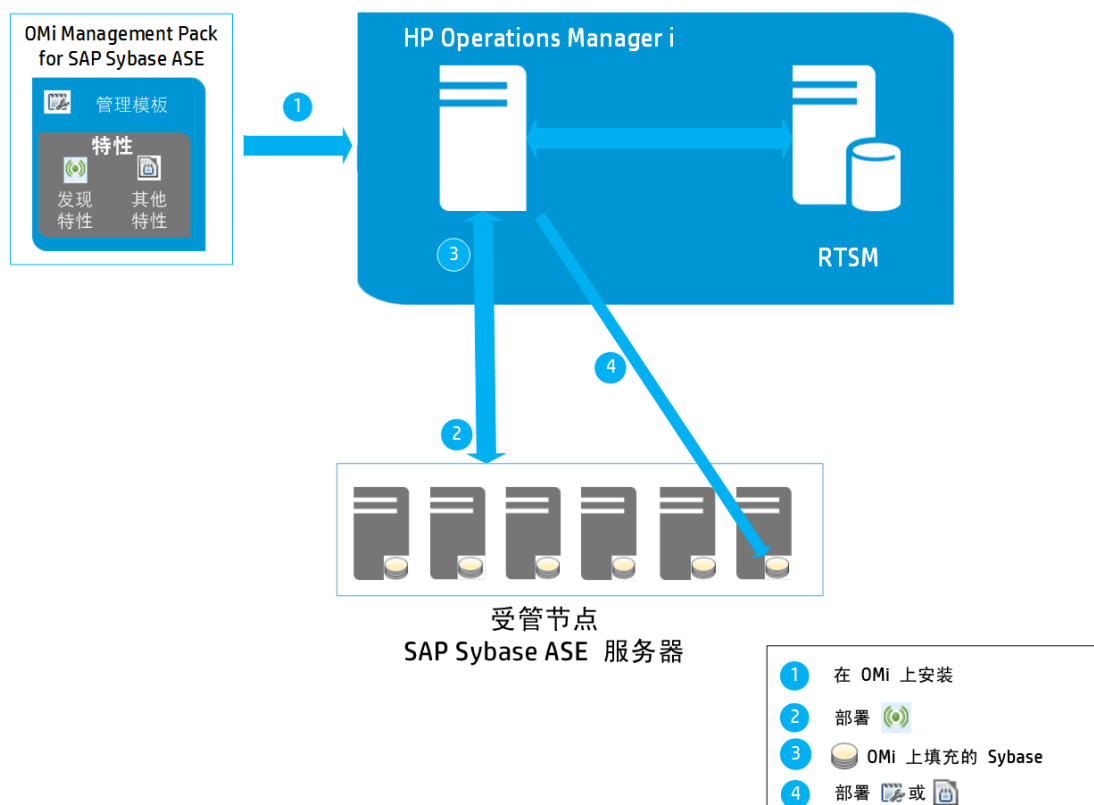 OMi Management Pack
for SAP Sybase ASE
管理模板
特性
发现
特性
其他
特性
1
HP Operations Manager i
RTSM
3
4
2
受管节点
SAP Sybase ASE 服务器
1 在 OMi 上安装
2 部署
3 OMi 上填充的 Sybase
4 部署 或